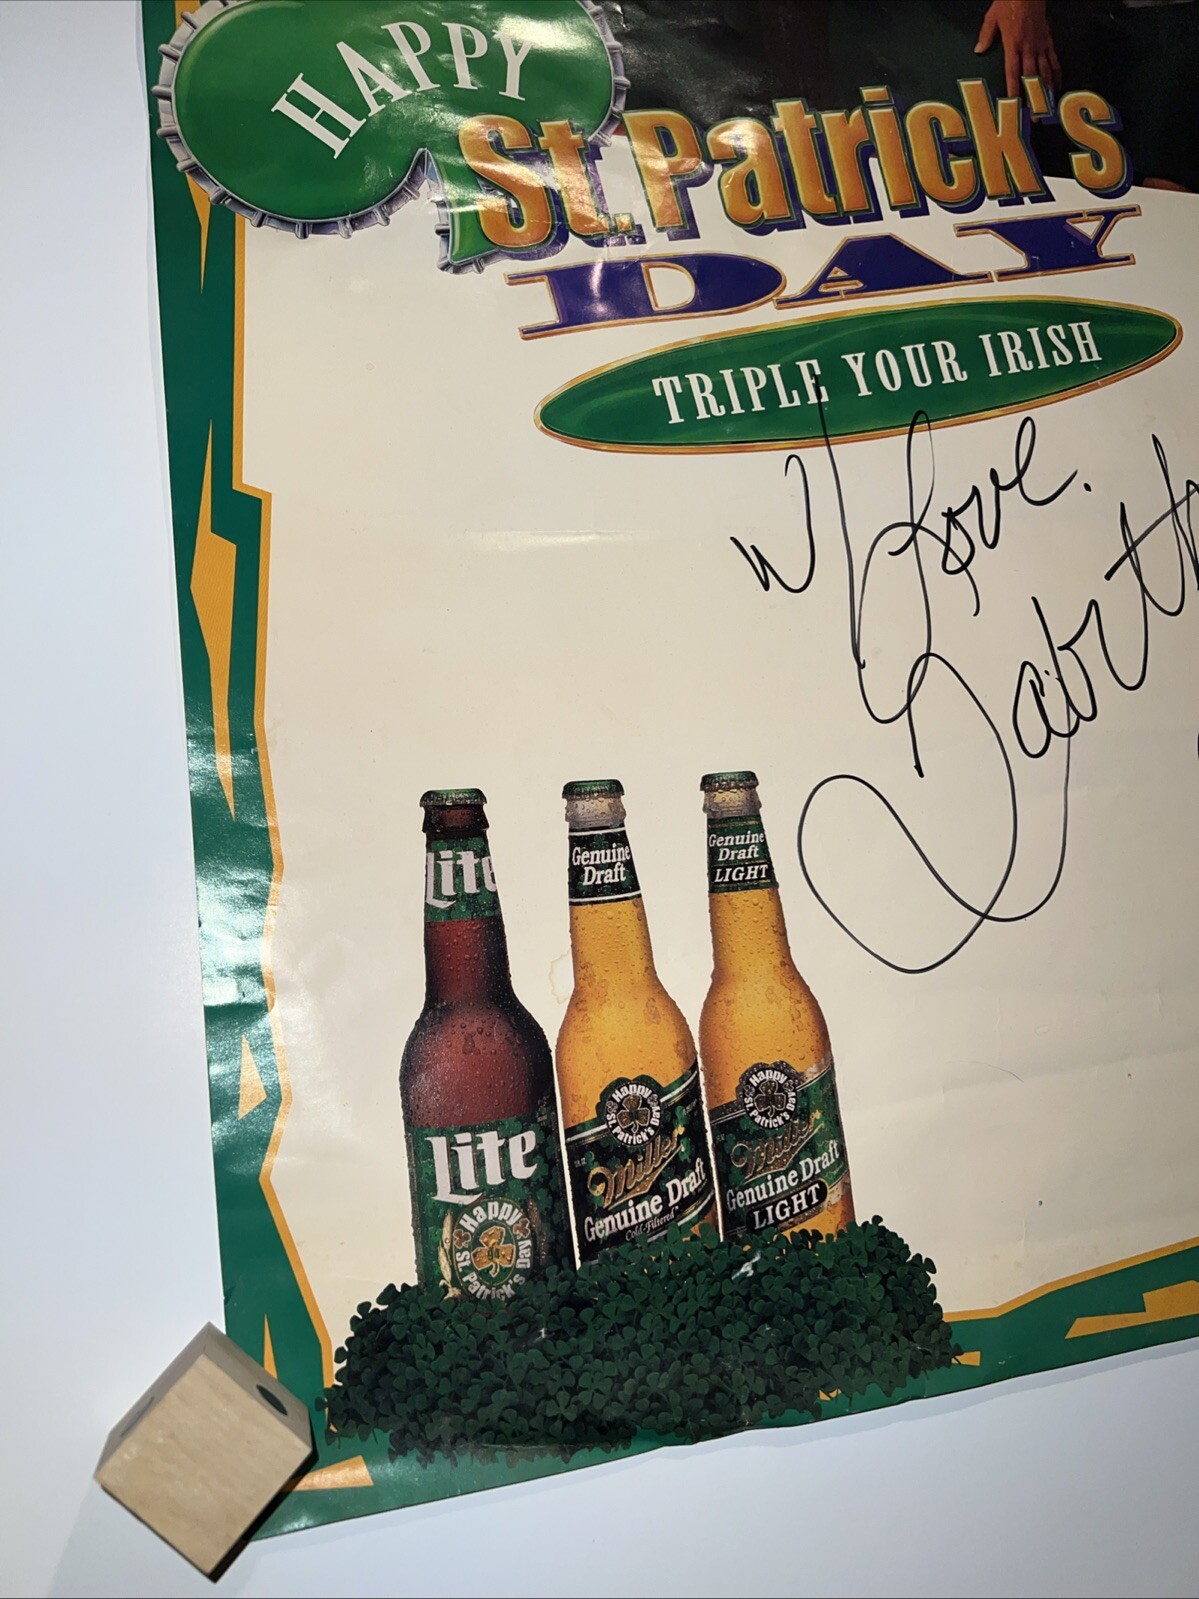 HAPPY
St. Patrick's
DAY
TRIPLE YOUR IRISH
Love.
Lite
Genuine
Draft
Genuine
Draft
LIGHT
Lite
Happy
St. Patrick's Day
94
Happy
St. Patrick's Day
Miller
Genuine Draft
Cold-Filtered
Happy
St. Patrick's Day
Miller
Genuine Draft
LIGHT